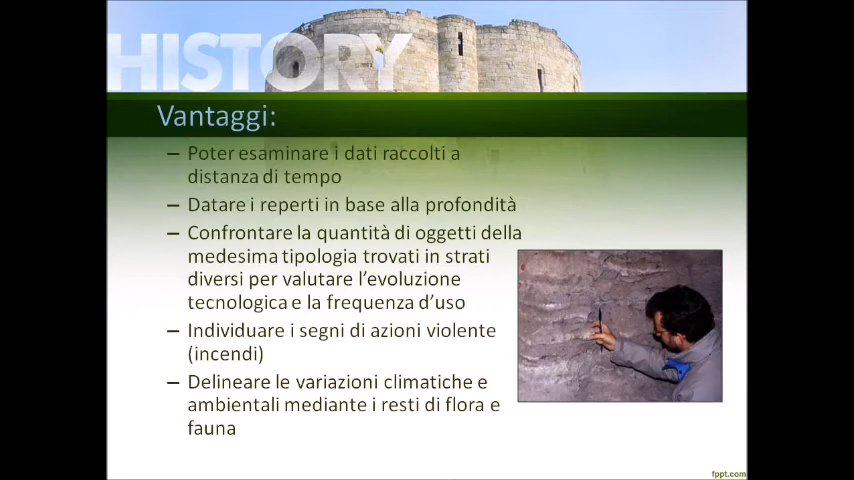 HISTORY
Vantaggi:
– Poter esaminare i dati raccolti a
distanza di tempo
– Datare i reperti in base alla profondità
– Confrontare la quantità di oggetti della
medesima tipologia trovati in strati
diversi per valutare l'evoluzione
tecnologica e la frequenza d'uso
– Individuare i segni di azioni violente
(incendi)
– Delineare le variazioni climatiche e
ambientali mediante i resti di flora e
fauna
fppt.com